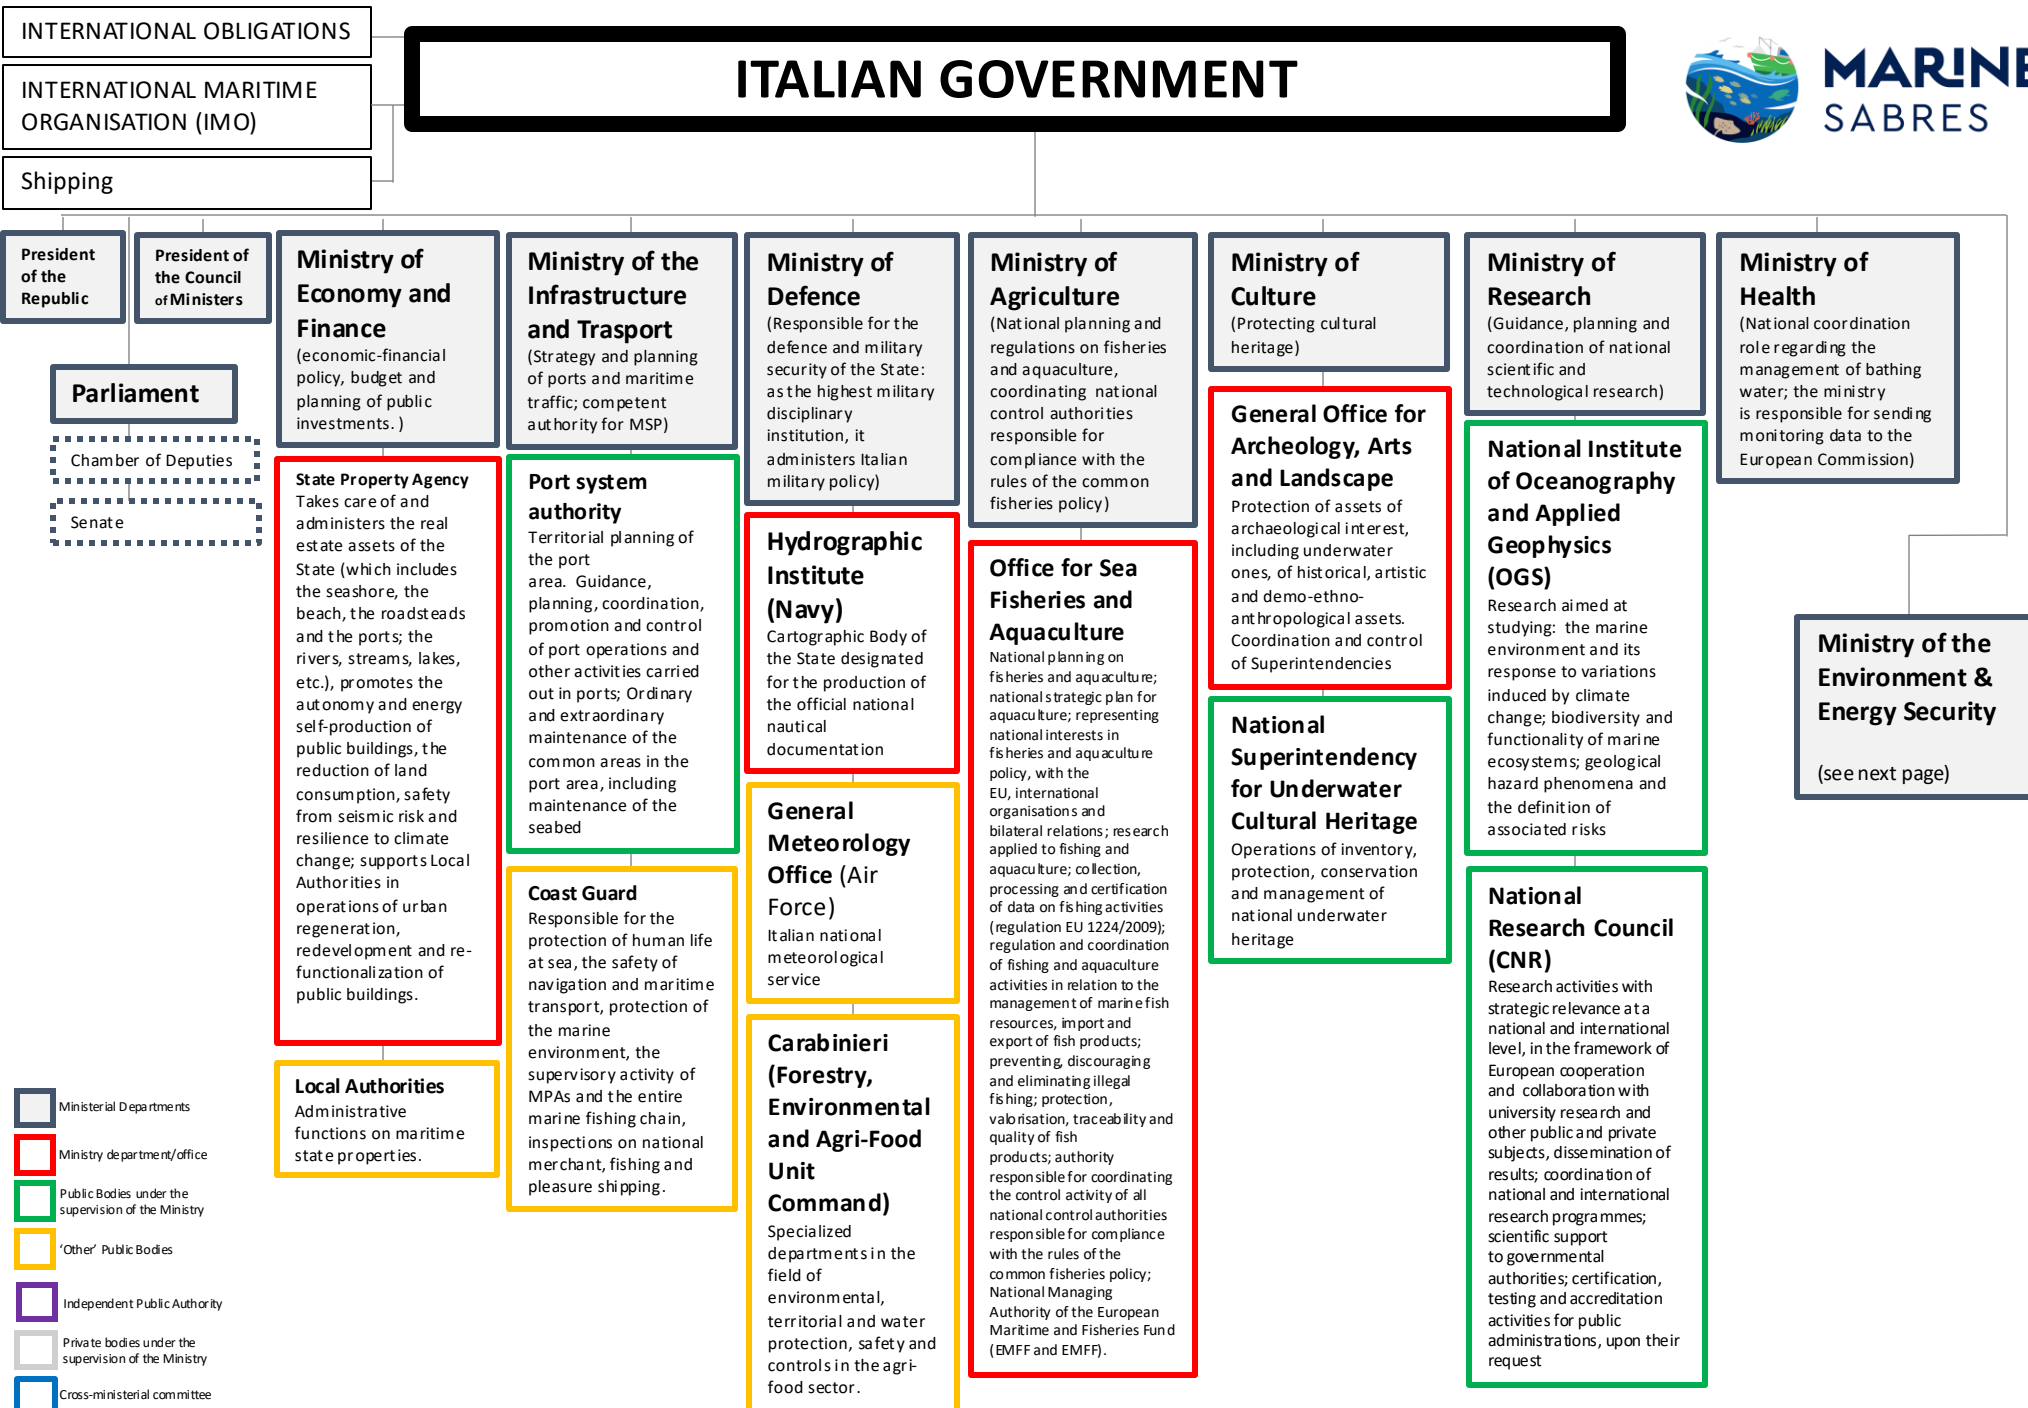 INTERNATIONAL OBLIGATIONS
INTERNATIONAL MARITIME
ORGANISATION (IMO)
Shipping
ITALIAN GOVERNMENT
MARINE
SABRES
President
of the
Republic
President of
the Council
of Ministers
Parliament
Chamber of Deputies
Senate
Ministry of
Economy and
Finance
(economic-financial
policy, budget and
planning of public
investments. )
State Property Agency
Takes care of and
administers the real
estate assets of the
State (which includes
the seashore, the
beach, the roadsteads
and the ports; the
rivers, streams, lakes,
etc.), promotes the
autonomy and energy
self-production of
public buildings, the
reduction of land
consumption, safety
from seismic risk and
resilience to climate
change; supports Local
Authorities in
operations of urban
regeneration,
redevelopment and re-
functionalization of
public buildings.
Local Authorities
Administrative
functions on maritime
state properties.
Ministry of the
Infrastructure
and Trasport
(Strategy and planning
of ports and maritime
traffic; competent
authority for MSP)
Port system
authority
Territorial planning of
the port
area. Guidance,
planning, coordination,
promotion and control
of port operations and
other activities carried
out in ports; Ordinary
and extraordinary
maintenance of the
common areas in the
port area, including
maintenance of the
seabed
Coast Guard
Responsible for the
protection of human life
at sea, the safety of
navigation and maritime
transport, protection of
the marine
environment, the
supervisory activity of
MPAs and the entire
marine fishing chain,
inspections on national
merchant, fishing and
pleasure shipping.
Ministry of
Defence
(Responsible for the
defence and military
security of the State:
as the highest military
disciplinary
institution, it
administers Italian
military policy)
Hydrographic
Institute
(Navy)
Cartographic Body of
the State designated
for the production of
the official national
nautical
documentation
General
Meteorology
Office (Air
Force)
Italian national
meteorological
service
Carabinieri
(Forestry,
Environmental
and Agri-Food
Unit
Command)
Specialized
departments in the
field of
environmental,
territorial and water
protection, safety and
controls in the agri-
food sector.
Ministry of
Agriculture
(National planning and
regulations on fisheries
and aquaculture,
coordinating national
control authorities
responsible for
compliance with the
rules of the common
fisheries policy)
Office for Sea
Fisheries and
Aquaculture
National planning on
fisheries and aquaculture;
national strategic plan for
aquaculture; representing
national interests in
fisheries and aquaculture
policy, with the
EU, international
organisations and
bilateral relations; research
applied to fishing and
aquaculture; collection,
processing and certification
of data on fishing activities
(regulation EU 1224/2009);
regulation and coordination
of fishing and aquaculture
activities in relation to the
management of marine fish
resources, import and
export of fish products;
preventing, discouraging
and eliminating illegal
fishing; protection,
valorisation, traceability and
quality of fish
products; authority
responsible for coordinating
the control activity of all
national control authorities
responsible for compliance
with the rules of the
common fisheries policy;
National Managing
Authority of the European
Maritime and Fisheries Fund
(EMFF and EMFF).
Ministry of
Culture
(Protecting cultural
heritage)
General Office for
Archeology, Arts
and Landscape
Protection of assets of
archaeological interest,
including underwater
ones, of historical, artistic
and demo-ethno-
anthropological assets.
Coordination and control
of Superintendencies
National
Superintendency
for Underwater
Cultural Heritage
Operations of inventory,
protection, conservation
and management of
national underwater
heritage
Ministry of
Research
(Guidance, planning and
coordination of national
scientific and
technological research)
National Institute
of Oceanography
and Applied
Geophysics
(OGS)
Research aimed at
studying: the marine
environment and its
response to variations
induced by climate
change; biodiversity and
functionality of marine
ecosystems; geological
hazard phenomena and
the definition of
associated risks
National
Research Council
(CNR)
Research activities with
strategic relevance at a
national and international
level, in the framework of
European cooperation
and collaboration with
university research and
other public and private
subjects, dissemination of
results; coordination of
national and international
research programmes;
scientific support
to governmental
authorities; certification,
testing and accreditation
activities for public
administrations, upon their
request
Ministry of
Health
(National coordination
role regarding the
management of bathing
water; the ministry
is responsible for sending
monitoring data to the
European Commission)
Ministry of the
Environment &
Energy Security
(see next page)
Ministerial Departments
Ministry department/office
Public Bodies under the
supervision of the Ministry
‘Other’ Public Bodies
Independent Public Authority
Private bodies under the
supervision of the Ministry
Cross-ministerial committee